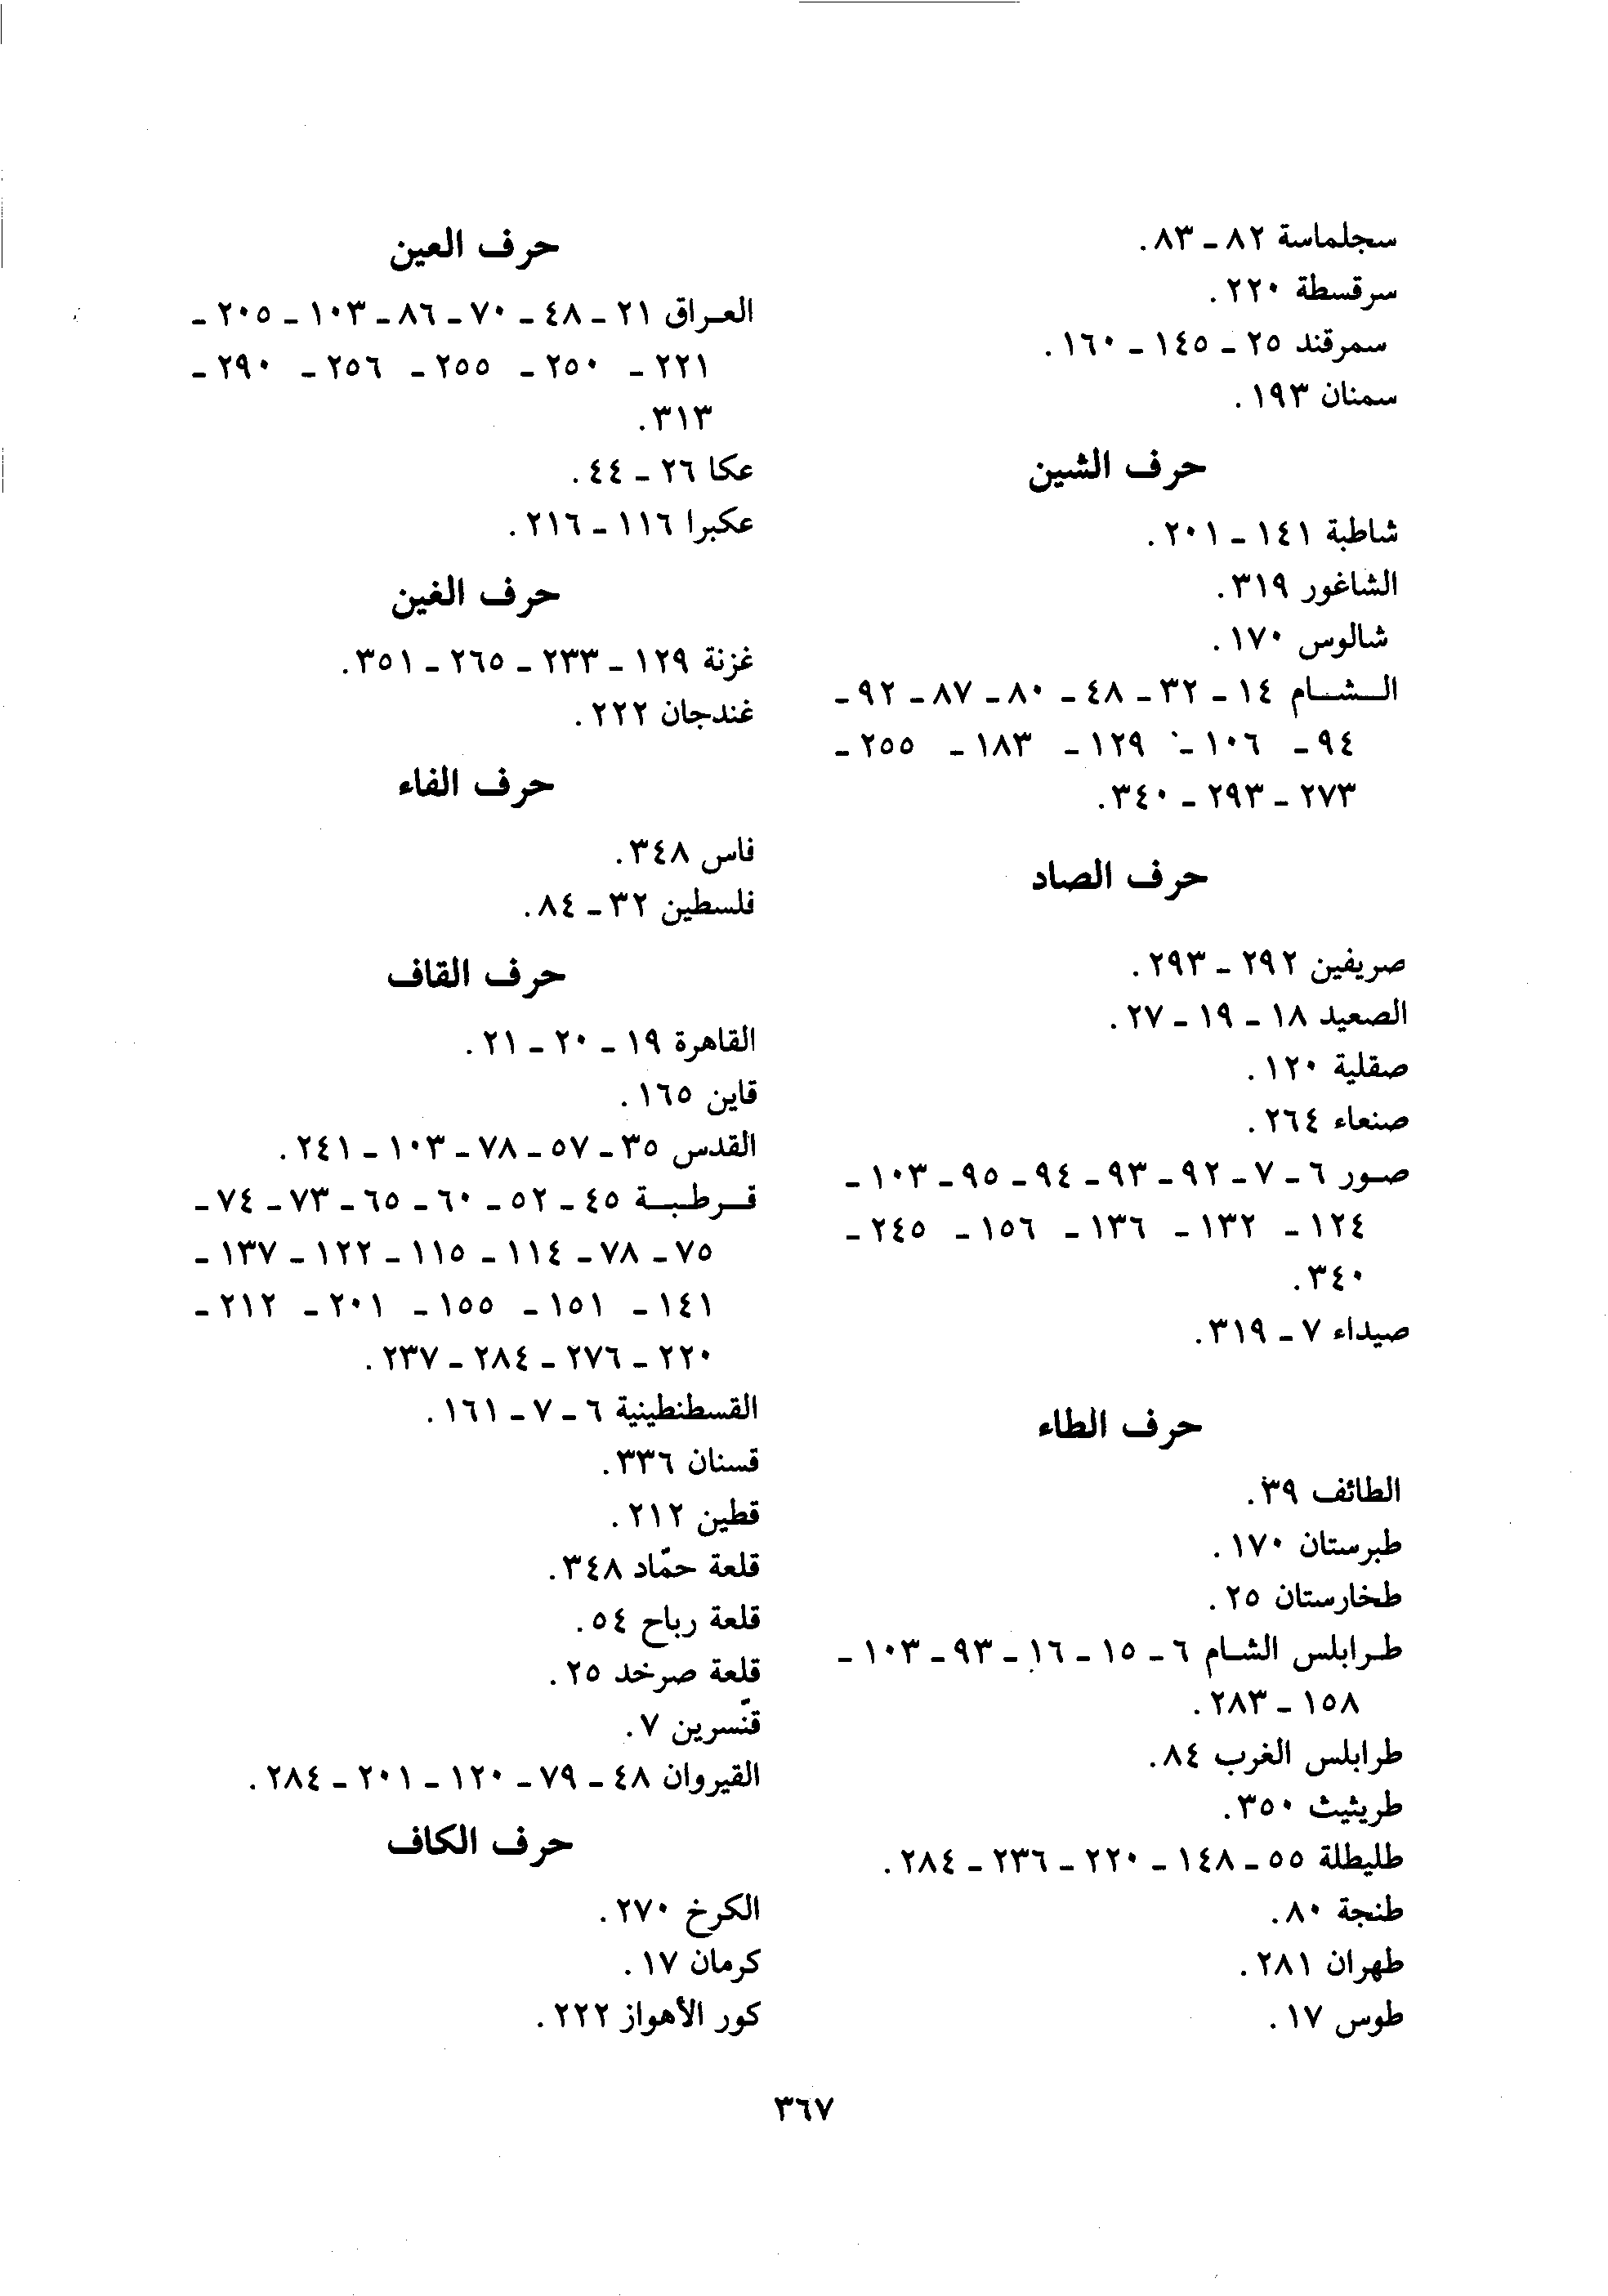 سجلماسة ٨٢ ـ ٨٣.
سرقسطة ٢٢٠.
سمرقند ٢٥ ـ ١٤٥ ـ ١٦٠.
سمنان ١٩٣.
حرف الشين
شاطبة ١٤١ ـ ٢٠١.
الشاغور ٣١٩.
شالوس ١٧٠.
الـشـام ١٤ ـ ٣٢ ـ ٤٨ ـ ٨٠ ـ ٨٧ ـ ٩٢ ـ
٩٤ ـ ١٠٦ ـ ١٢٩ ـ ١٨٣ ـ ٢٥٥ ـ
٢٧٣ ـ ٢٩٣ ـ ٣٤٠.
حرف الصاد
صريفين ٢٩٢ ـ ٢٩٣.
الصعيد ١٨ ـ ١٩ ـ ٢٧.
صقلية ١٢٠.
صنعاء ٢٦٤.
صـور ٦ ـ ٧ ـ ٩٢ ـ ٩٣ ـ ٩٤ ـ ٩٥ ـ ١٠٣ ـ
١٢٤ ـ ١٣٢ ـ ١٣٦ ـ ١٥٦ ـ ٢٤٥ ـ
٣٤٠.
صيداء ٧ ـ ٣١٩.
حرف الطاء
الطائف ٣٩.
طبرستان ١٧٠.
طخارستان ٢٥.
طـرابلس الشـام ٦ ـ ١٥ ـ ١٦ ـ ٩٣ ـ ١٠٣ ـ
١٥٨ ـ ٢٨٣.
طرابلس الغرب ٨٤.
طريثيث ٣٥٠.
طليطلة ٥٥ ـ ١٤٨ ـ ٢٢٠ ـ ٢٣٦ ـ ٢٨٤.
طنجة ٨٠.
طهران ٢٨١.
طوس ١٧.
حرف العين
العـراق ٢١ ـ ٤٨ ـ ٧٠ ـ ٨٦ ـ ١٠٣ ـ ٢٠٥ ـ
٢٢١ ـ ٢٥٠ ـ ٢٥٥ ـ ٢٥٦ ـ ٢٩٠ ـ
٣١٣.
عكا ٢٦ ـ ٤٤.
عكبرا ١١٦ ـ ٢١٦.
حرف الغين
غزنة ١٢٩ ـ ٢٣٣ ـ ٢٦٥ ـ ٣٥١.
غندجان ٢٢٢.
حرف الفاء
فاس ٣٤٨.
فلسطين ٣٢ ـ ٨٤.
حرف القاف
القاهرة ١٩ ـ ٢٠ ـ ٢١.
قاين ١٦٥.
القدس ٣٥ ـ ٥٧ ـ ٧٨ ـ ١٠٣ ـ ٢٤١.
قـرطـبـة ٤٥ ـ ٥٢ ـ ٦٠ ـ ٦٥ ـ ٧٣ ـ ٧٤ ـ
٧٥ ـ ٧٨ ـ ١١٤ ـ ١١٥ ـ ١٢٢ ـ ١٣٧ ـ
١٤١ ـ ١٥١ ـ ١٥٥ ـ ٢٠١ ـ ٢١٢ ـ
٢٢٠ ـ ٢٧٦ ـ ٢٨٤ ـ ٢٣٧.
القسطنطينية ٦ ـ ٧ ـ ١٦١.
قسنان ٣٣٦.
قطين ٢١٢.
قلعة حمّاد ٣٤٨.
قلعة رباح ٥٤.
قلعة صرخد ٢٥.
قنّسرين ٧.
القيروان ٤٨ ـ ٧٩ ـ ١٢٠ ـ ٢٠١ ـ ٢٨٤.
حرف الكاف
الكرخ ٢٧٠.
كرمان ١٧.
كور الأهواز ٢٢٢.
٣٦٧